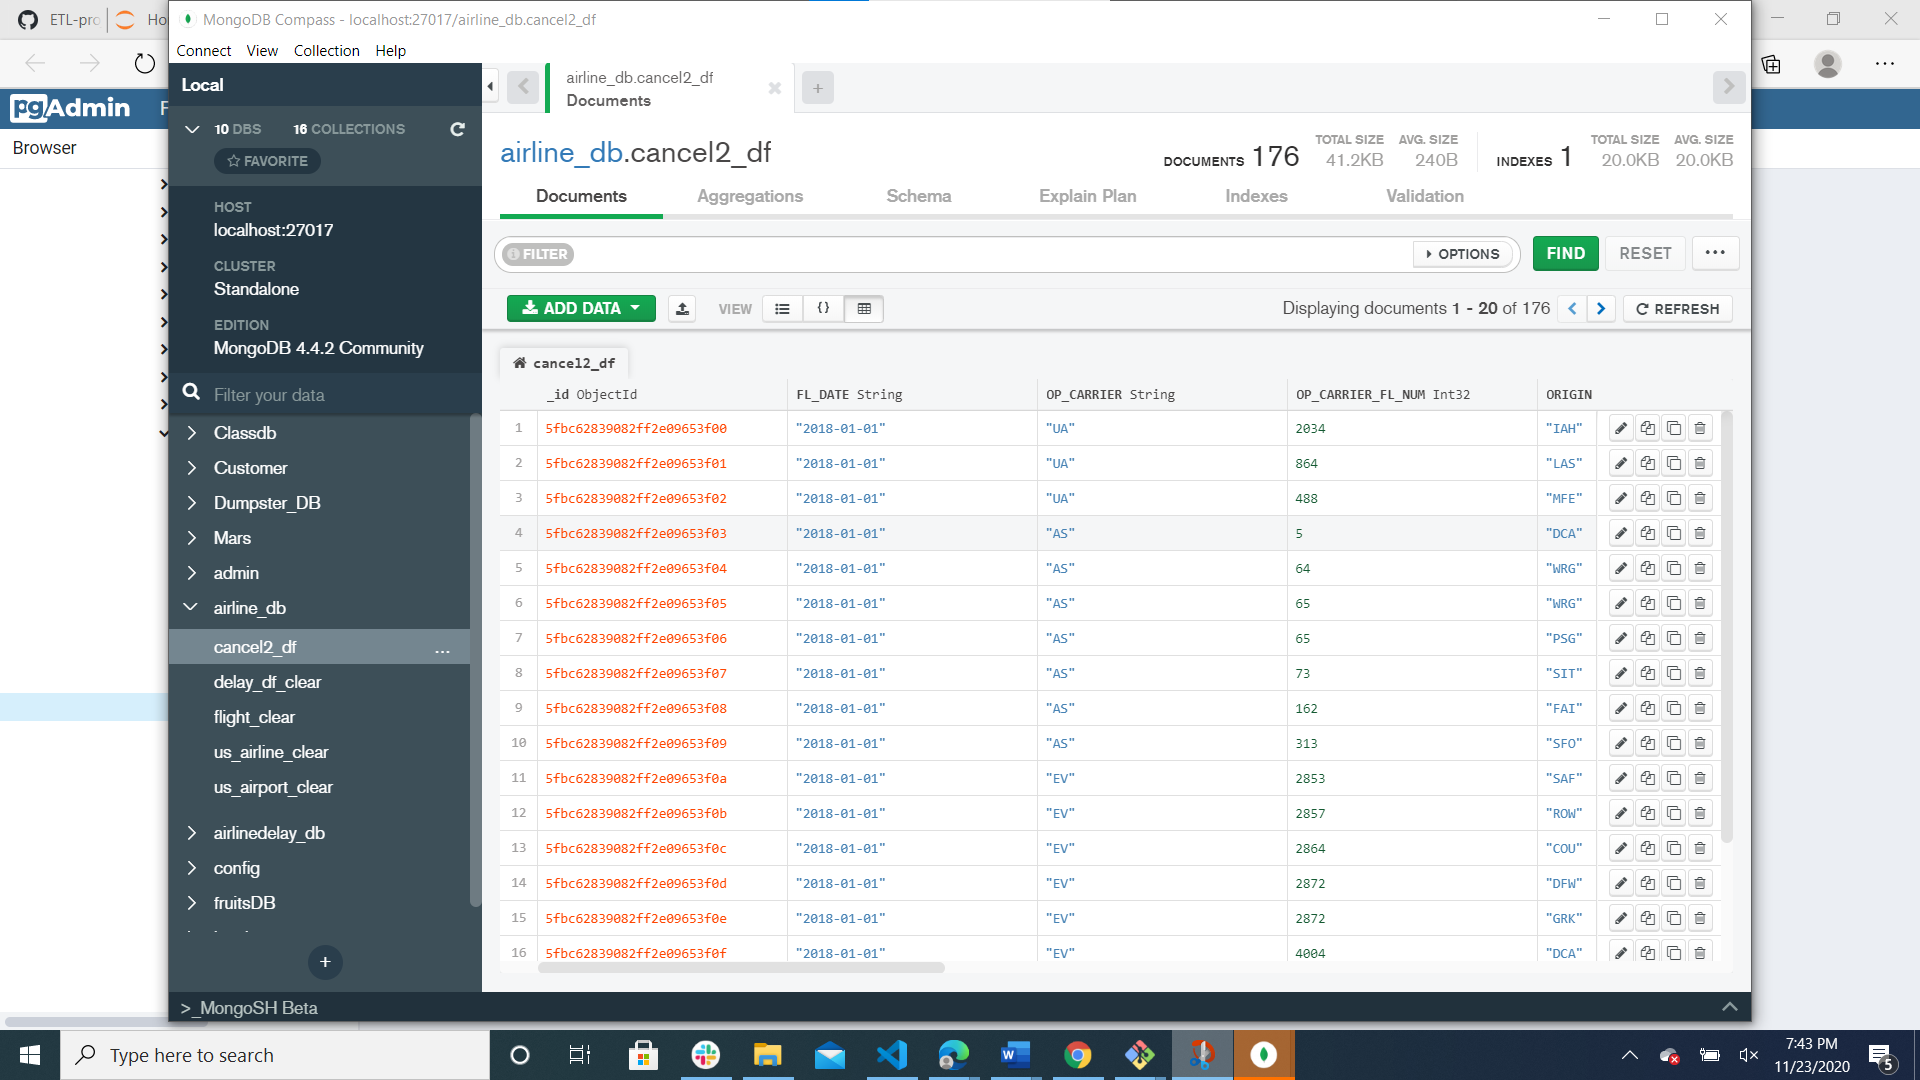 ETL-pro
Ho
MongoDB Compass - localhost:27017/airline_db.cancel2_df
Connect View Collection Help
pgAdmin
Browser
Local
10 DBS 16 COLLECTIONS
FAVORITE
HOST
localhost:27017
CLUSTER
Standalone
EDITION
MongoDB 4.4.2 Community
Filter your data
Classdb
Customer
Dumpster_DB
Mars
admin
airline_db
cancel2_df ...
delay_df_clear
flight_clear
us_airline_clear
us_airport_clear
airlinedelay_db
config
fruitsDB
airline_db.cancel2_df
Documents
airline_db.cancel2_df
DOCUMENTS 176 TOTAL SIZE 41.2KB AVG. SIZE 240B INDEXES 1 TOTAL SIZE 20.0KB AVG. SIZE 20.0KB
Documents Aggregations Schema Explain Plan Indexes Validation
FILTER OPTIONS FIND RESET ...
ADD DATA VIEW {} Displaying documents 1 - 20 of 176 REFRESH
cancel2_df
_id ObjectId FL_DATE String OP_CARRIER String OP_CARRIER_FL_NUM Int32 ORIGIN
1 5fbc62839082ff2e09653f00 "2018-01-01" "UA" 2034 "IAH"
2 5fbc62839082ff2e09653f01 "2018-01-01" "UA" 864 "LAS"
3 5fbc62839082ff2e09653f02 "2018-01-01" "UA" 488 "MFE"
4 5fbc62839082ff2e09653f03 "2018-01-01" "AS" 5 "DCA"
5 5fbc62839082ff2e09653f04 "2018-01-01" "AS" 64 "WRG"
6 5fbc62839082ff2e09653f05 "2018-01-01" "AS" 65 "WRG"
7 5fbc62839082ff2e09653f06 "2018-01-01" "AS" 65 "PSG"
8 5fbc62839082ff2e09653f07 "2018-01-01" "AS" 73 "SIT"
9 5fbc62839082ff2e09653f08 "2018-01-01" "AS" 162 "FAI"
10 5fbc62839082ff2e09653f09 "2018-01-01" "AS" 313 "SFO"
11 5fbc62839082ff2e09653f0a "2018-01-01" "EV" 2853 "SAF"
12 5fbc62839082ff2e09653f0b "2018-01-01" "EV" 2857 "ROW"
13 5fbc62839082ff2e09653f0c "2018-01-01" "EV" 2864 "COU"
14 5fbc62839082ff2e09653f0d "2018-01-01" "EV" 2872 "DFW"
15 5fbc62839082ff2e09653f0e "2018-01-01" "EV" 2872 "GRK"
16 5fbc62839082ff2e09653f0f "2018-01-01" "EV" 4004 "DCA"
>_MongoSH Beta
Type here to search
7:43 PM
11/23/2020
5